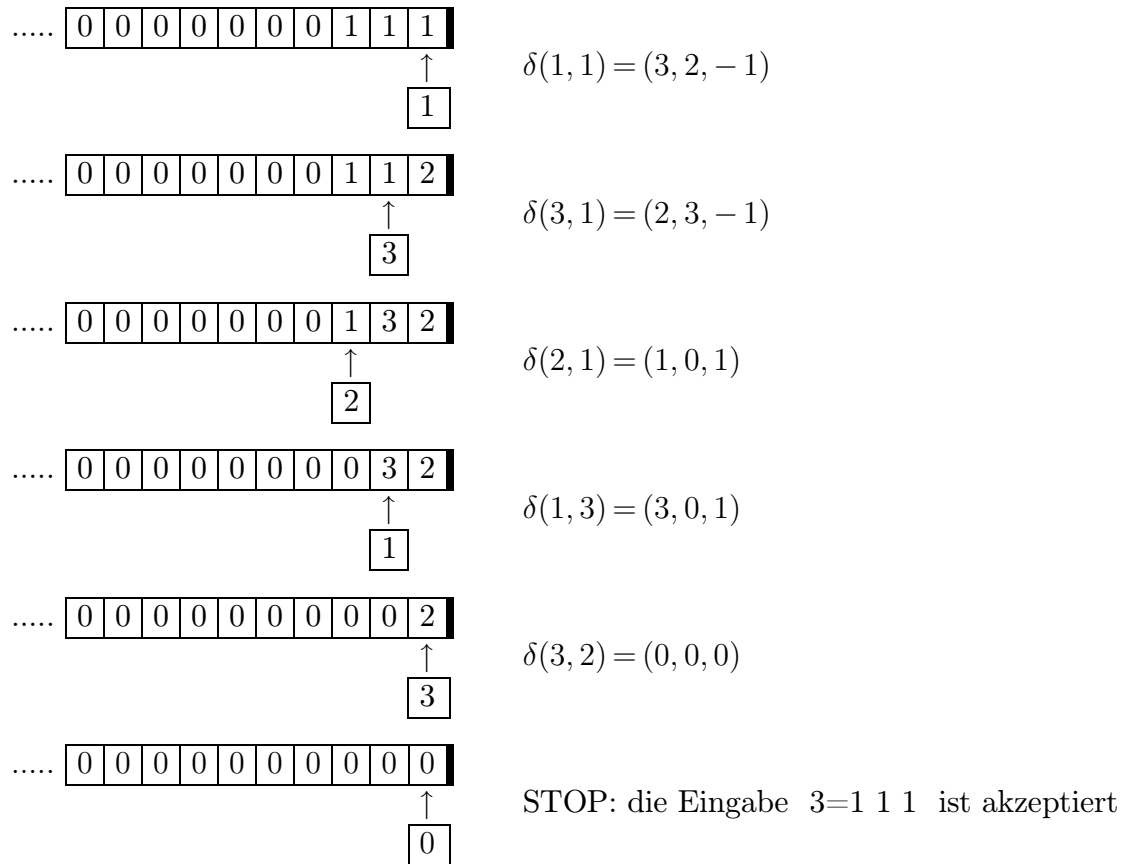 ..... 0 0 0 0 0 0 0 1 1 1
↑
1
δ(1, 1) = (3, 2, − 1)
..... 0 0 0 0 0 0 0 1 1 2
↑
3
δ(3, 1) = (2, 3, − 1)
..... 0 0 0 0 0 0 0 1 3 2
↑
2
δ(2, 1) = (1, 0, 1)
..... 0 0 0 0 0 0 0 0 3 2
↑
1
δ(1, 3) = (3, 0, 1)
..... 0 0 0 0 0 0 0 0 0 2
↑
3
δ(3, 2) = (0, 0, 0)
..... 0 0 0 0 0 0 0 0 0 0
↑
0
STOP: die Eingabe 3=1 1 1 ist akzeptiert